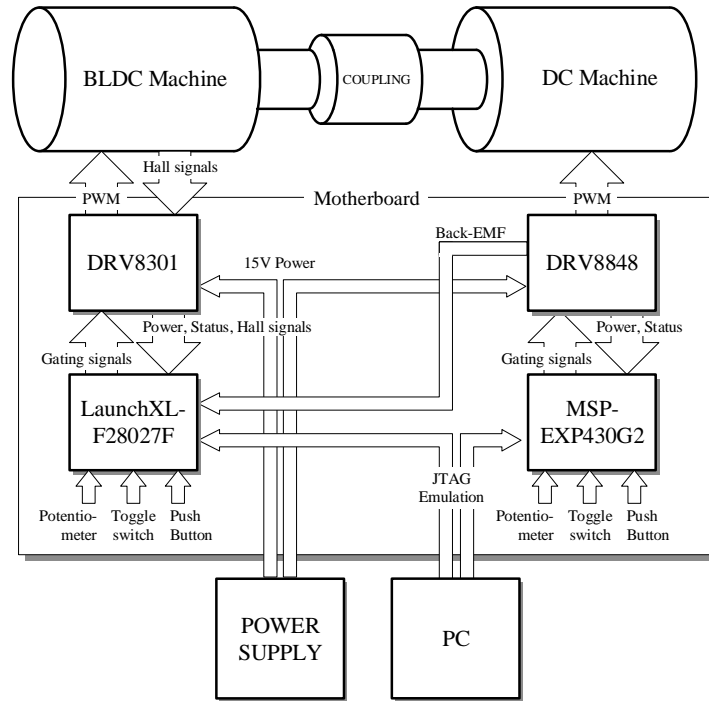 BLDC Machine
COUPLING
DC Machine
Hall signals
PWM
Motherboard
PWM
DRV8301
15V Power
Back-EMF
DRV8848
Power, Status, Hall signals
Power, Status
Gating signals
Gating signals
LaunchXL-
F28027F
MSP-
EXP430G2
JTAG
Emulation
Potentio-
meter
Toggle
switch
Push
Button
Potentio-
meter
Toggle
switch
Push
Button
POWER
SUPPLY
PC